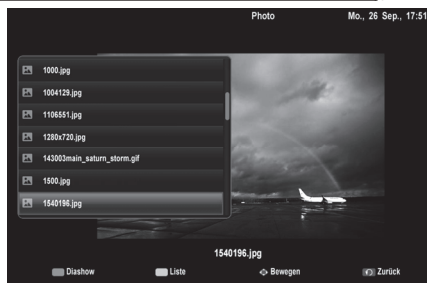 Photo Mo., 26 Sep., 17:51
1000.jpg
1004129.jpg
1106551.jpg
1280x720.jpg
143003main_saturn_storm.gif
1500.jpg
1540196.jpg
1540196.jpg
Diashow Liste Bewegen Zurück